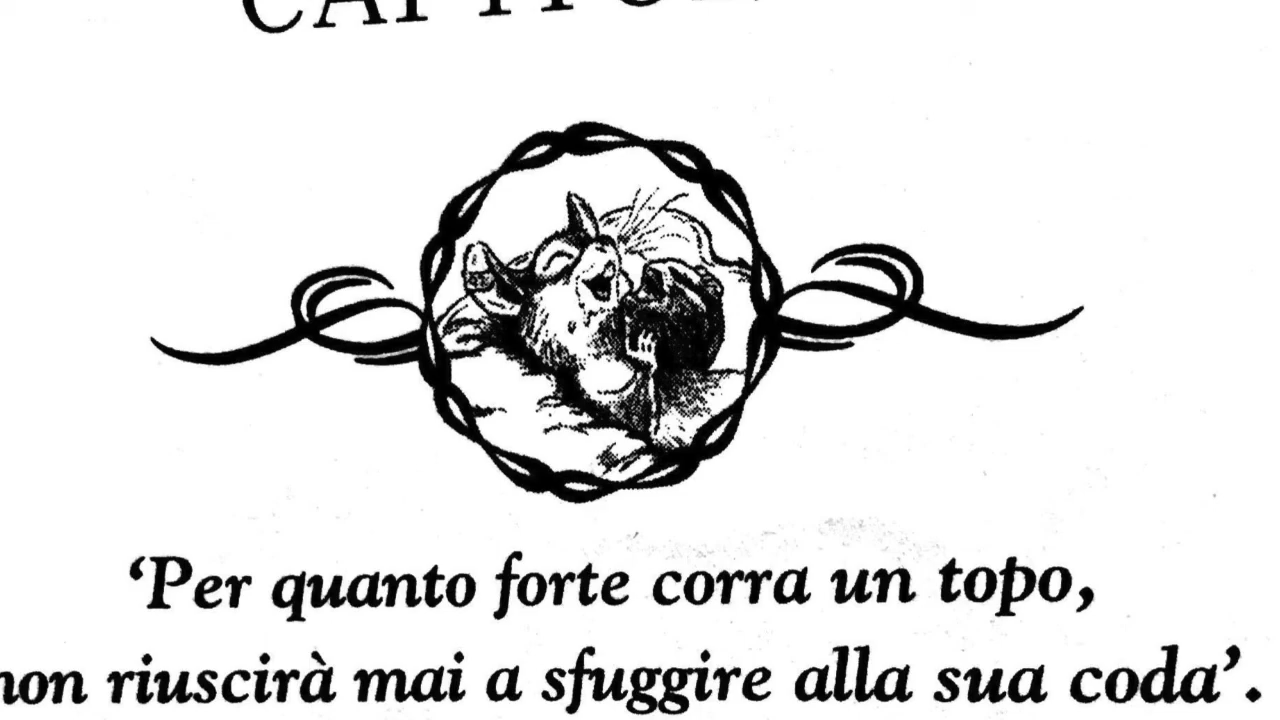 ‘Per quanto forte corra un topo,
non riuscirà mai a sfuggire alla sua coda’.